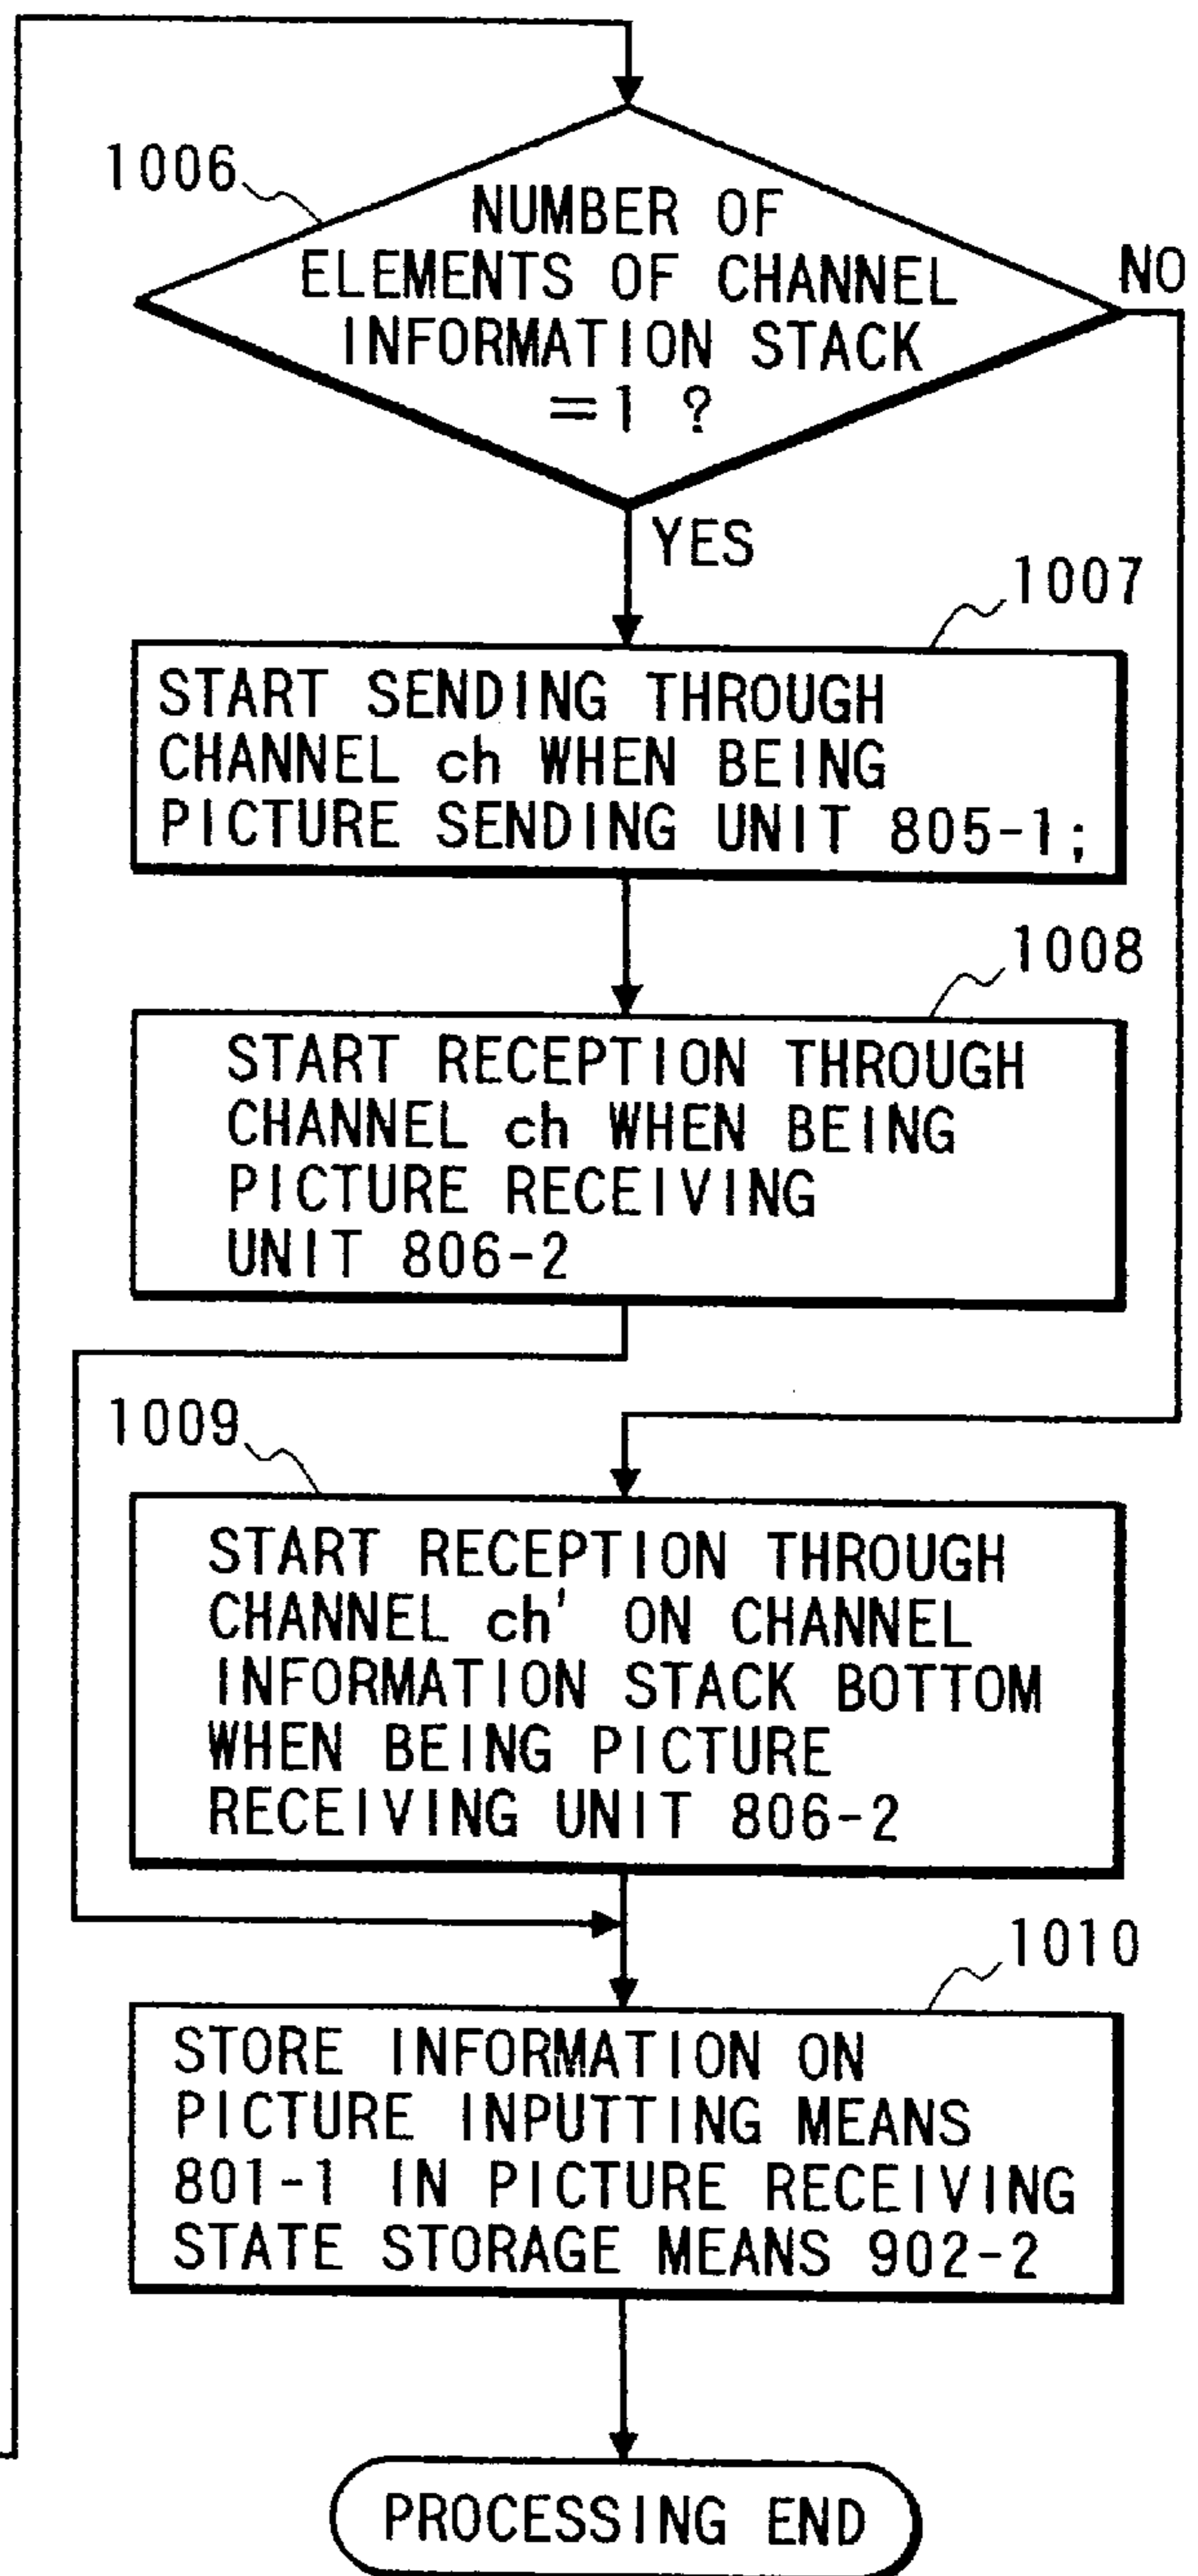 1006
NUMBER OF
ELEMENTS OF CHANNEL
INFORMATION STACK
=1 ?
NO
YES
1007
START SENDING THROUGH
CHANNEL ch WHEN BEING
PICTURE SENDING UNIT 805-1;
1008
START RECEPTION THROUGH
CHANNEL ch WHEN BEING
PICTURE RECEIVING
UNIT 806-2
1009
START RECEPTION THROUGH
CHANNEL ch' ON CHANNEL
INFORMATION STACK BOTTOM
WHEN BEING PICTURE
RECEIVING UNIT 806-2
1010
STORE INFORMATION ON
PICTURE INPUTTING MEANS
801-1 IN PICTURE RECEIVING
STATE STORAGE MEANS 902-2
PROCESSING END